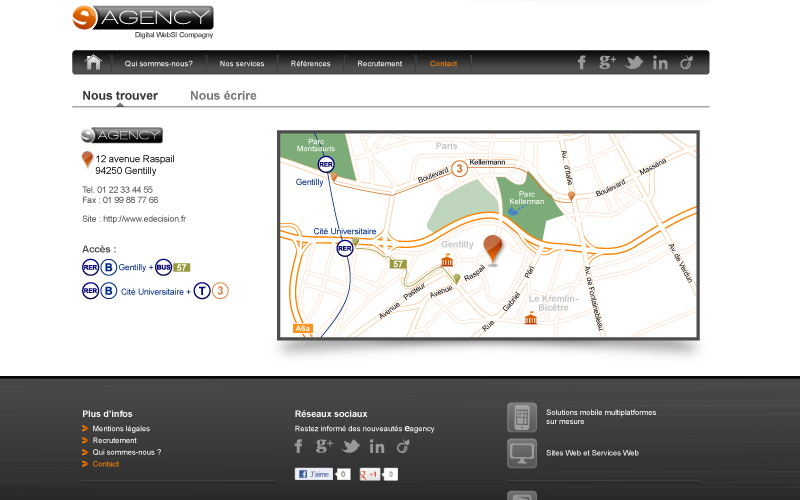 9 AGENCY
Digital WebSI Compagny
Qui sommes-nous? Nos services Références Recrutement Contact
Nous trouver Nous écrire
9 AGENCY
12 avenue Raspail
94250 Gentilly
Tel. 01 22 33 44 55
Fax : 01 99 88 77 66
Site : http://www.edecision.fr
Accès :
RER B Gentilly + BUS 57
RER B Cité Universitaire + T 3
Parc
Montsouris
RER
Gentilly
Paris
Boulevard 3 Kellermann
Av. d'Italie
Boulevard Masséna
Parc
Kellerman
Cité Universitaire
RER
Gentilly
57
Avenue Pasteur
Avenue Raspail
Rue Gabriel Péri
Av. de Fontainebleau
Av. de Verdun
Le Kremlin-
Bicêtre
A6a
Plus d'infos
Mentions légales
Recrutement
Qui sommes-nous ?
Contact
Réseaux sociaux
Restez informé des nouveautés eagency
J'aime 0 +1 0
Solutions mobile multiplatformes
sur mesure
Sites Web et Services Web